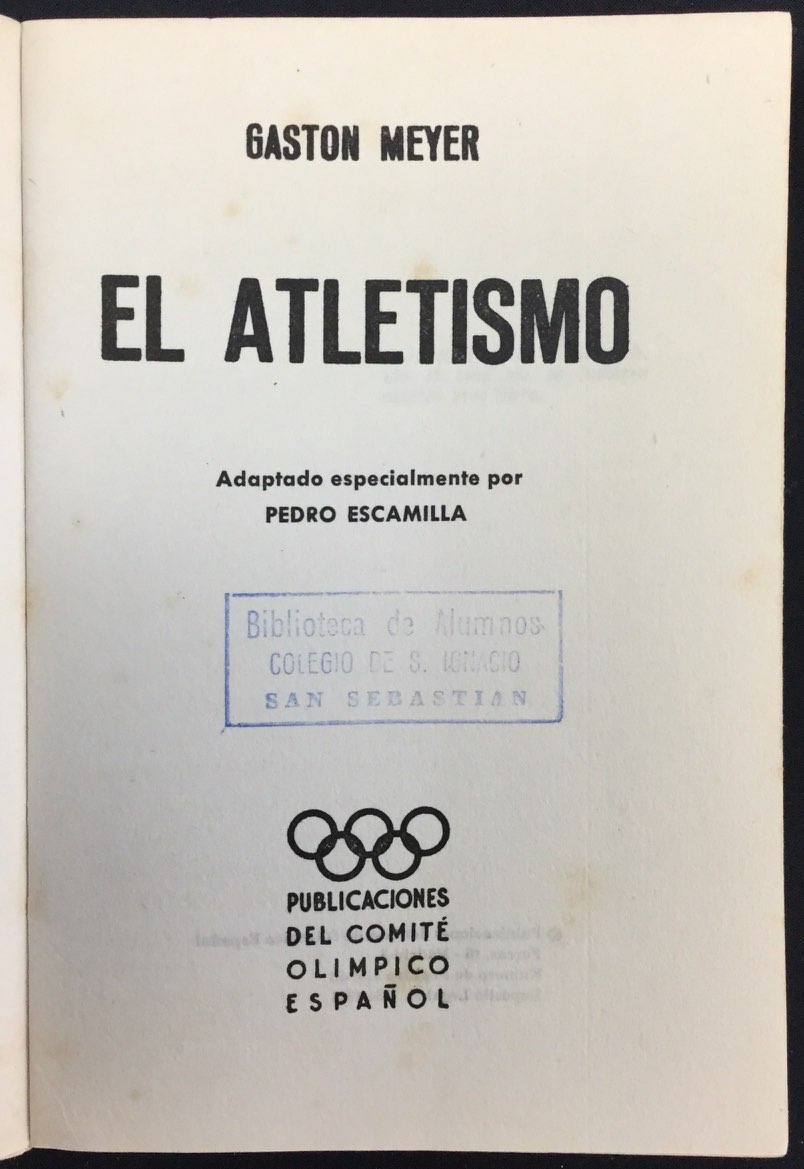 GASTON MEYER
EL ATLETISMO
Adaptado especialmente por
PEDRO ESCAMILLA
Biblioteca de Alumnos
COLEGIO DE S. IGNACIO
SAN SEBASTIAN
PUBLICACIONES
DEL COMITÉ
OLIMPICO
ESPAÑOL